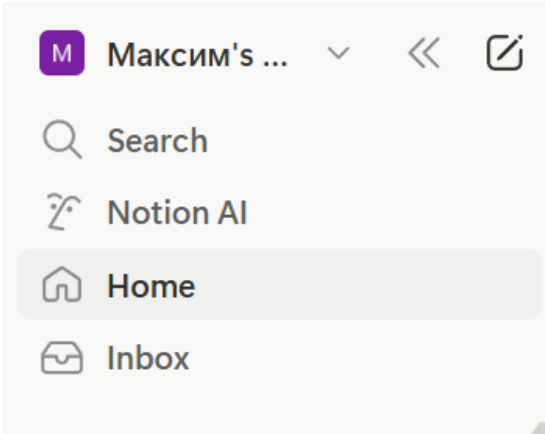 M Максим's ...
Search
Notion AI
Home
Inbox